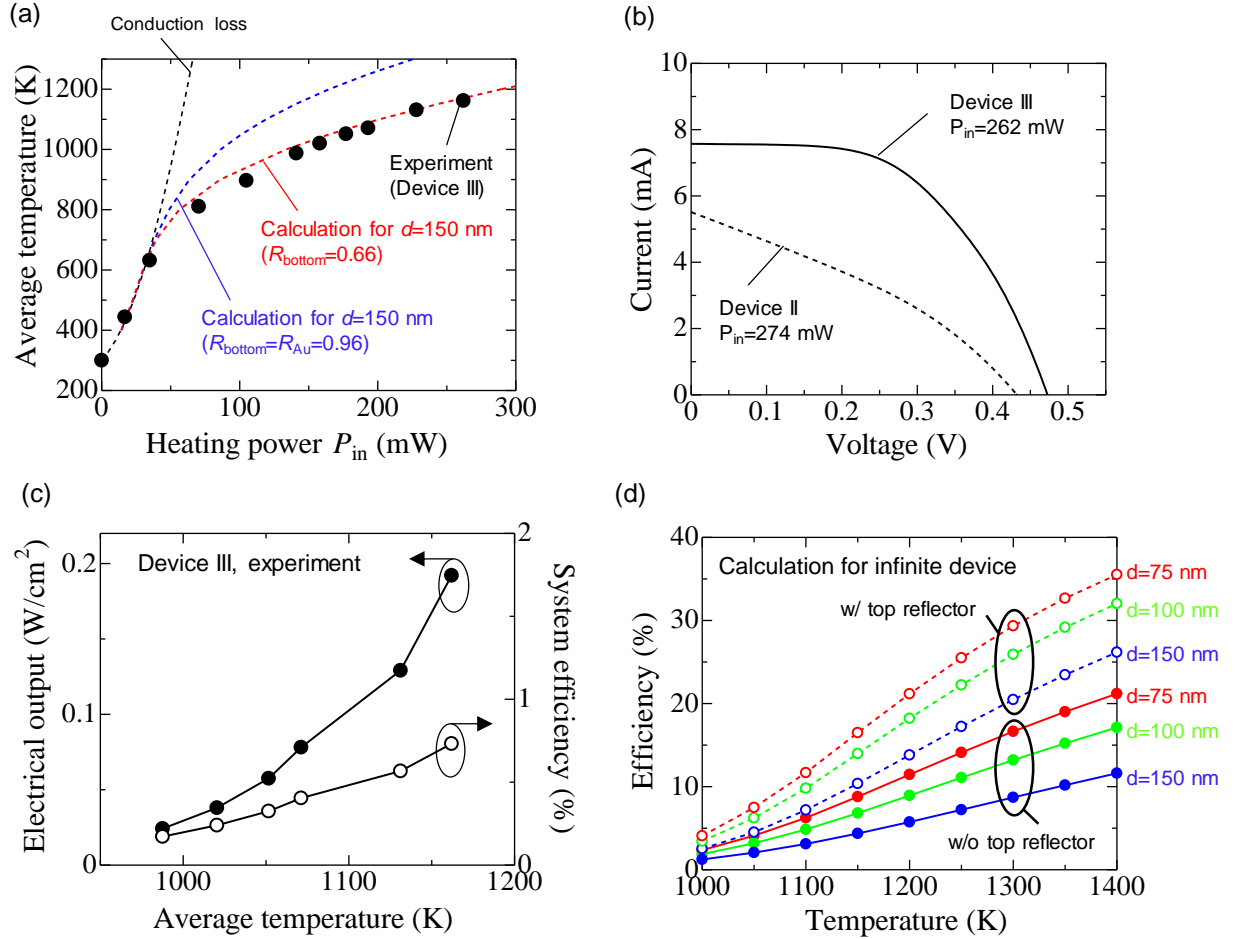 (a)
Conduction loss
1200
1000
800
600
400
200
0
100
200
300
Average temperature (K)
Heating power Pin (mW)
Experiment
(Device III)
Calculation for d=150 nm
(Rbottom=0.66)
Calculation for d=150 nm
(Rbottom=RAu=0.96)
(b)
10
8
6
4
2
0
0
0.1
0.2
0.3
0.4
0.5
Current (mA)
Voltage (V)
Device III
Pin=262 mW
Device II
Pin=274 mW
(c)
Device III, experiment
0.2
0.1
0
2
1
0
1000
1100
1200
Electrical output (W/cm2)
System efficiency (%)
Average temperature (K)
(d)
Calculation for infinite device
w/ top reflector
w/o top reflector
40
30
20
10
0
1000
1100
1200
1300
1400
Efficiency (%)
Temperature (K)
d=75 nm
d=100 nm
d=150 nm
d=75 nm
d=100 nm
d=150 nm